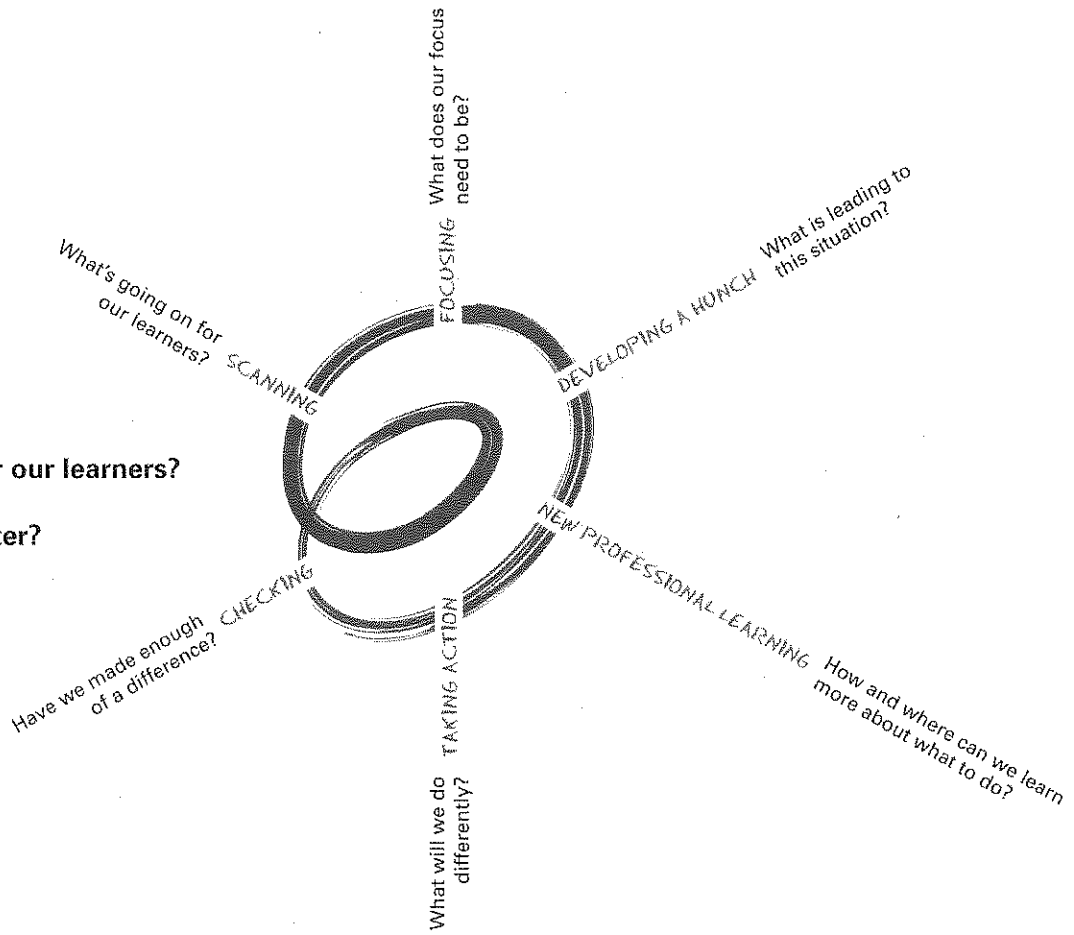 What's going on for
our learners?
SCANNING
What does our focus
need to be?
FOCUSING
What is leading to
this situation?
DEVELOPING A HUNCH
How and where can we learn
more about what to do?
NEW PROFESSIONAL LEARNING
What will we do
differently?
TAKING ACTION
Have we made enough
of a difference?
CHECKING
our learners?